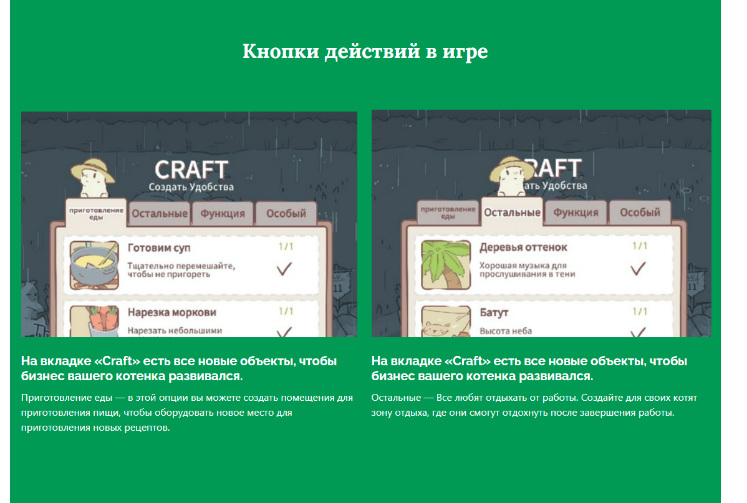 Кнопки действий в игре
CRAFT
Создать Удобства
приготовление
еды
Остальные
Функция
Особый
Готовим суп
1/1
Тщательно перемешайте,
чтобы не пригореть
Нарезка моркови
1/1
Нарезать небольшими
RAFT
ать Удобства
приготовление
еды
Остальные
Функция
Особый
Деревья оттенок
1/1
Хорошая музыка для
прослушивания в тени
Батут
1/1
Высота неба
11
На вкладке «Craft» есть все новые объекты, чтобы
бизнес вашего котенка развивался.
Приготовление еды — в этой опции вы можете создать помещения для
приготовления пищи, чтобы оборудовать новое место для
приготовления новых рецептов.
На вкладке «Craft» есть все новые объекты, чтобы
бизнес вашего котенка развивался.
Остальные — Все любят отдыхать от работы. Создайте для своих котят
зону отдыха, где они смогут отдохнуть после завершения работы.